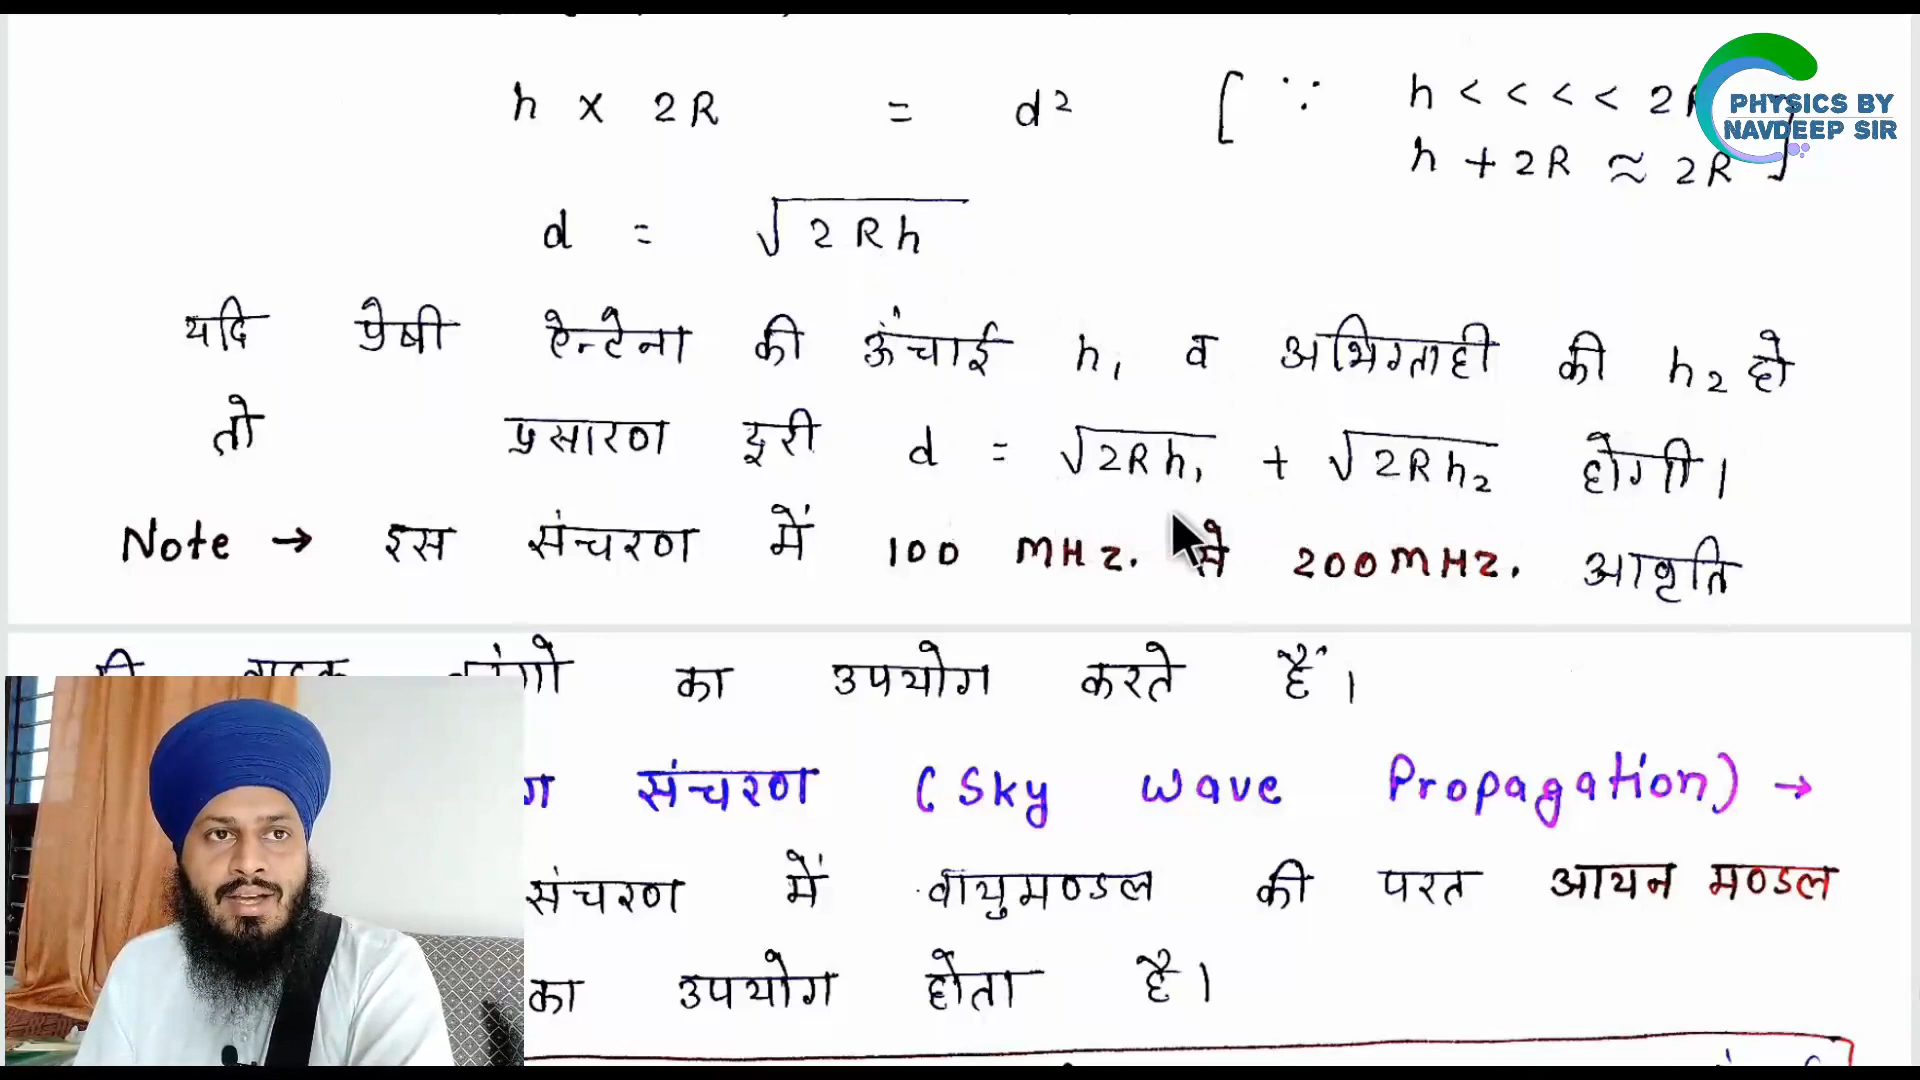 h × 2R = d² [ ∵ h < < < < 2R
h + 2R ≈ 2R ]
PHYSICS BY
NAVDEEP SIR
d = √2Rh
यदि प्रेषी ऐन्टेना की ऊँचाई h₁ व अभिग्राही की h₂ हो
तो प्रसारण दूरी d = √2Rh₁ + √2Rh₂ होगी।
Note → इस संचरण में 100 MHz. से 200MHz. आवृति
का उपयोग करते हैं।
संचरण (Sky Wave Propagation) →
संचरण में वायुमण्डल की परत आयन मण्डल
का उपयोग होता है।